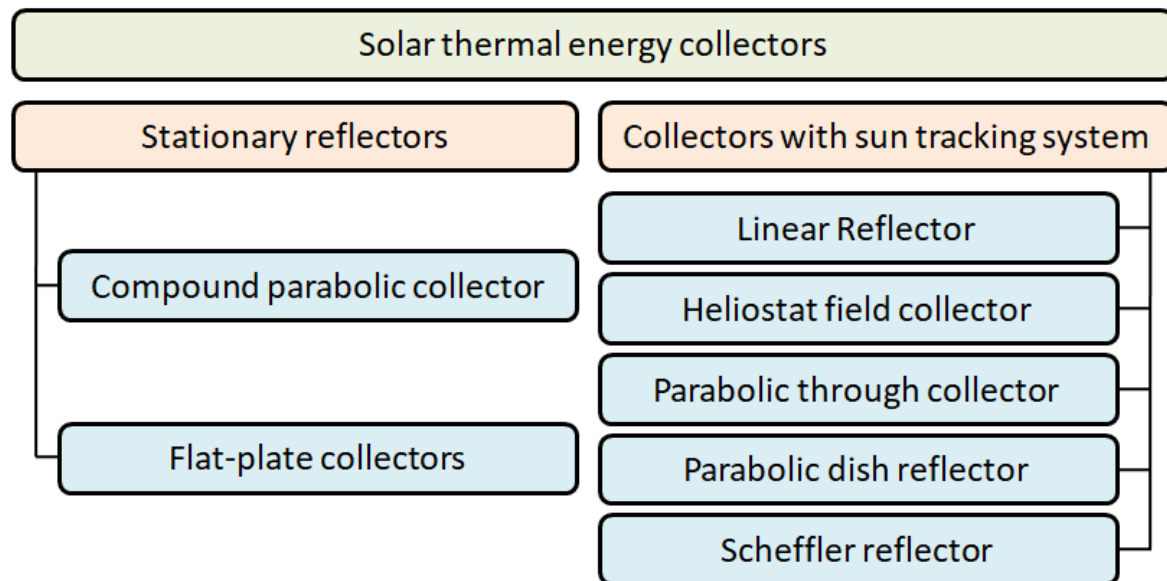 Solar thermal energy collectors
Stationary reflectors
Compound parabolic collector
Flat-plate collectors
Collectors with sun tracking system
Linear Reflector
Heliostat field collector
Parabolic through collector
Parabolic dish reflector
Scheffler reflector